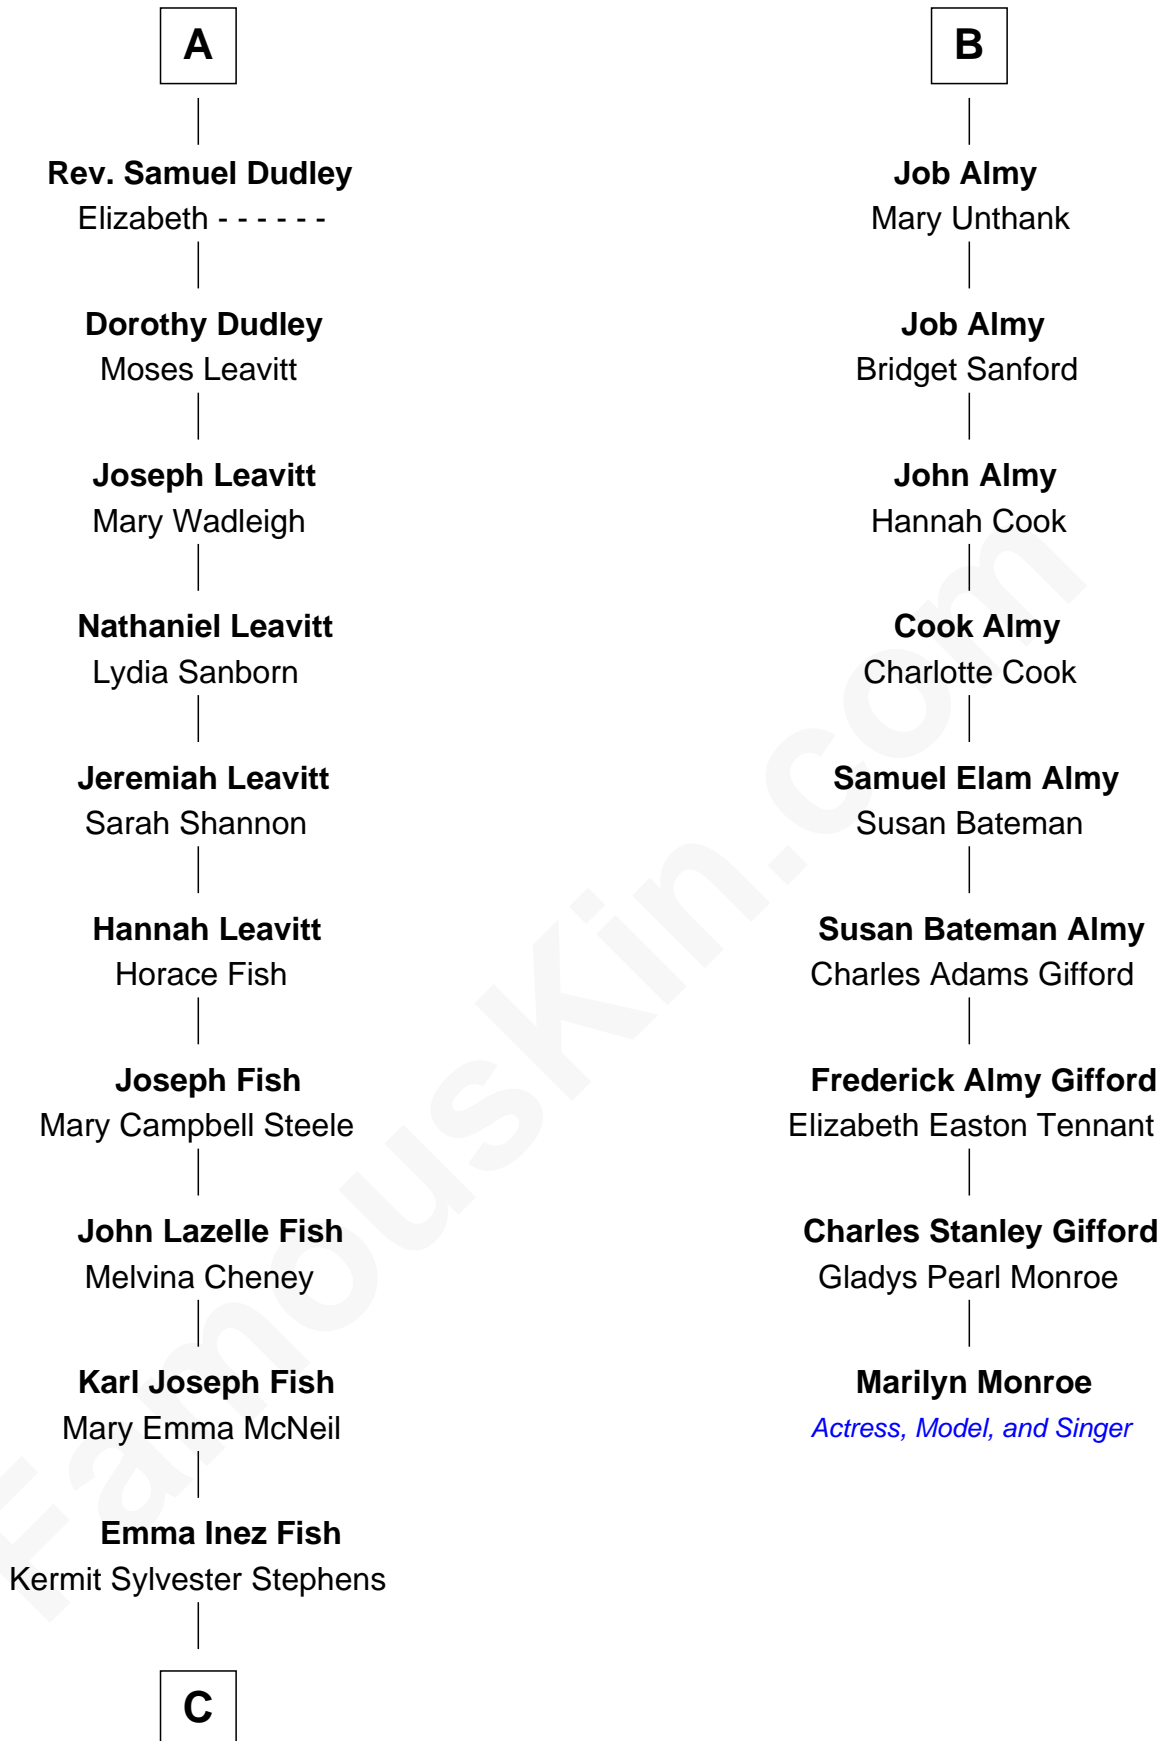 A
Rev. Samuel Dudley
Elizabeth - - - - - -
Dorothy Dudley
Moses Leavitt
Joseph Leavitt
Mary Wadleigh
Nathaniel Leavitt
Lydia Sanborn
Jeremiah Leavitt
Sarah Shannon
Hannah Leavitt
Horace Fish
Joseph Fish
Mary Campbell Steele
John Lazelle Fish
Melvina Cheney
Karl Joseph Fish
Mary Emma McNeil
Emma Inez Fish
Kermit Sylvester Stephens
C
B
Job Almy
Mary Unthank
Job Almy
Bridget Sanford
John Almy
Hannah Cook
Cook Almy
Charlotte Cook
Samuel Elam Almy
Susan Bateman
Susan Bateman Almy
Charles Adams Gifford
Frederick Almy Gifford
Elizabeth Easton Tennant
Charles Stanley Gifford
Gladys Pearl Monroe
Marilyn Monroe
Actress, Model, and Singer
FamousKin.com